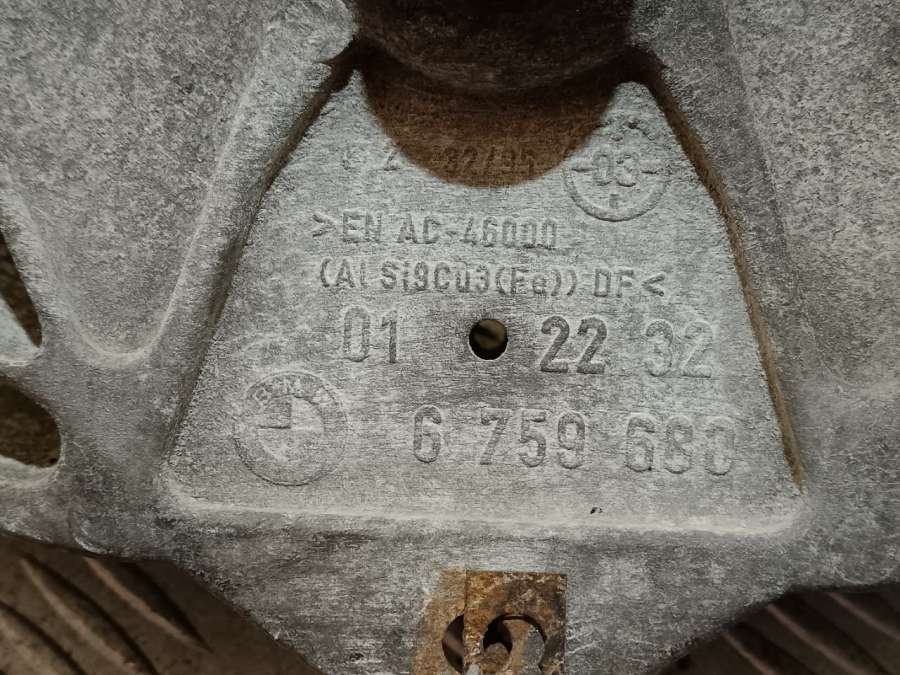 03
>EN AC-46000
(Al Si9Cu3(Fe)) DF<
01 22 32
BMW
6 759 680